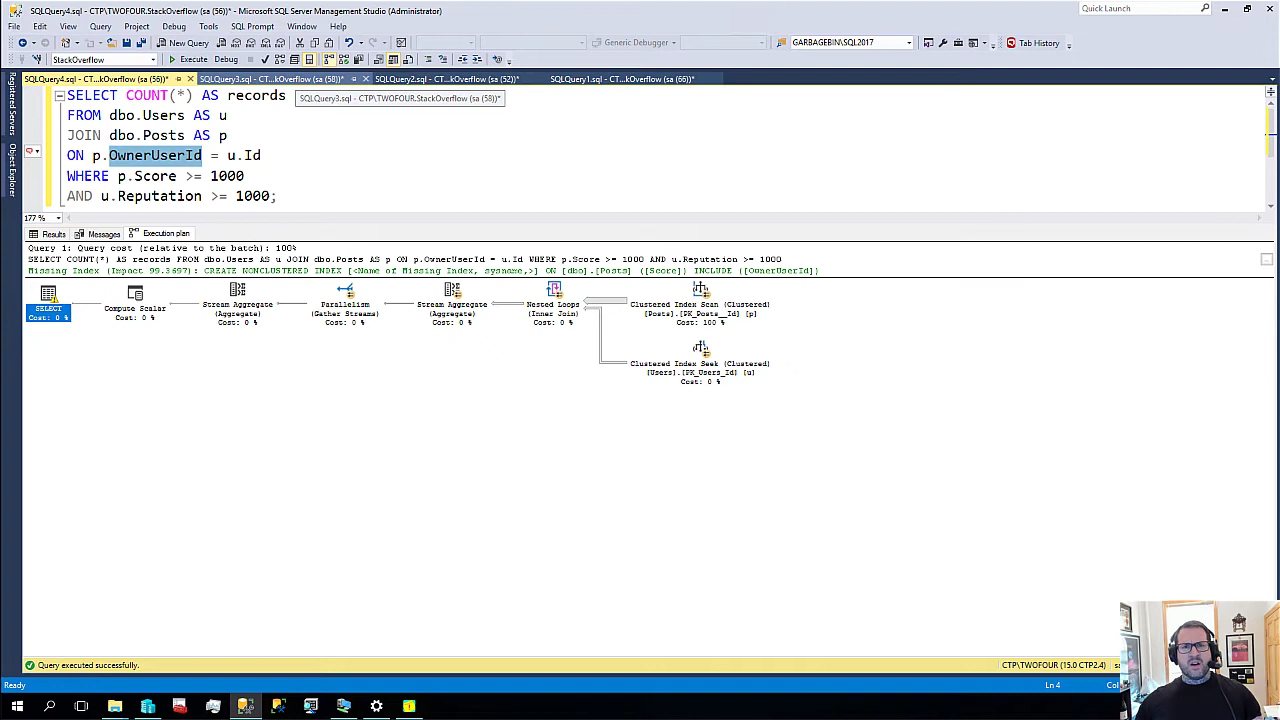 SQLQuery4.sql - CTP\TWOFOUR.StackOverflow (sa (56))* - Microsoft SQL Server Management Studio (Administrator)
Quick Launch
File Edit View Query Project Debug Tools SQL Prompt Window Help
New Query
Generic Debugger
GARBAGEBIN\SQL2017
Tab History
StackOverflow
Execute Debug
SQLQuery4.sql - CT...kOverflow (sa (56))*
SQLQuery3.sql - CT...kOverflow (sa (58))*
SQLQuery2.sql - CT...kOverflow (sa (52))*
SQLQuery1.sql - CT...kOverflow (sa (66))*
Registered Servers
Object Explorer
SELECT COUNT(*) AS records
SQLQuery3.sql - CTP\TWOFOUR.StackOverflow (sa (58))*
FROM dbo.Users AS u
JOIN dbo.Posts AS p
ON p.OwnerUserId = u.Id
WHERE p.Score >= 1000
AND u.Reputation >= 1000;
177 %
Results Messages Execution plan
Query 1: Query cost (relative to the batch): 100%
SELECT COUNT(*) AS records FROM dbo.Users AS u JOIN dbo.Posts AS p ON p.OwnerUserId = u.Id WHERE p.Score >= 1000 AND u.Reputation >= 1000
Missing Index (Impact 99.3697): CREATE NONCLUSTERED INDEX [<Name of Missing Index, sysname,>] ON [dbo].[Posts] ([Score]) INCLUDE ([OwnerUserId])
SELECT
Cost: 0 %
Compute Scalar
Cost: 0 %
Stream Aggregate
(Aggregate)
Cost: 0 %
Parallelism
(Gather Streams)
Cost: 0 %
Stream Aggregate
(Aggregate)
Cost: 0 %
Nested Loops
(Inner Join)
Cost: 0 %
Clustered Index Scan (Clustered)
[Posts].[PK_Posts__Id] [p]
Cost: 100 %
Clustered Index Seek (Clustered)
[Users].[PK_Users_Id] [u]
Cost: 0 %
Query executed successfully.
CTP\TWOFOUR (15.0 CTP2.4)
sa
Ready
Ln 4
Col